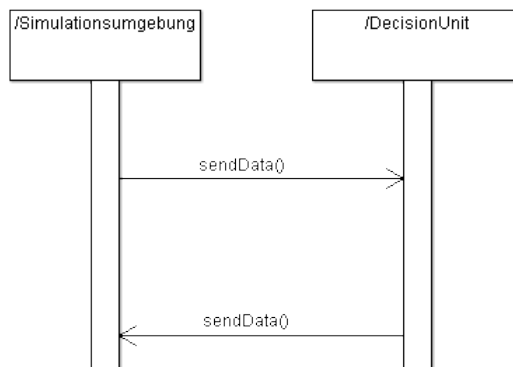 /Simulationsumgebung
/DecisionUnit
sendData()
sendData()